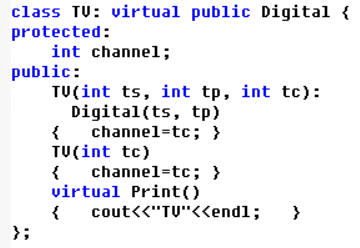 class TV: virtual public Digital {
protected:
    int channel;
public:
    TV(int ts, int tp, int tc):
      Digital(ts, tp)
    {   channel=tc; }
    TV(int tc)
    {   channel=tc; }
    virtual Print()
    {   cout<<"TV"<<endl;   }
};